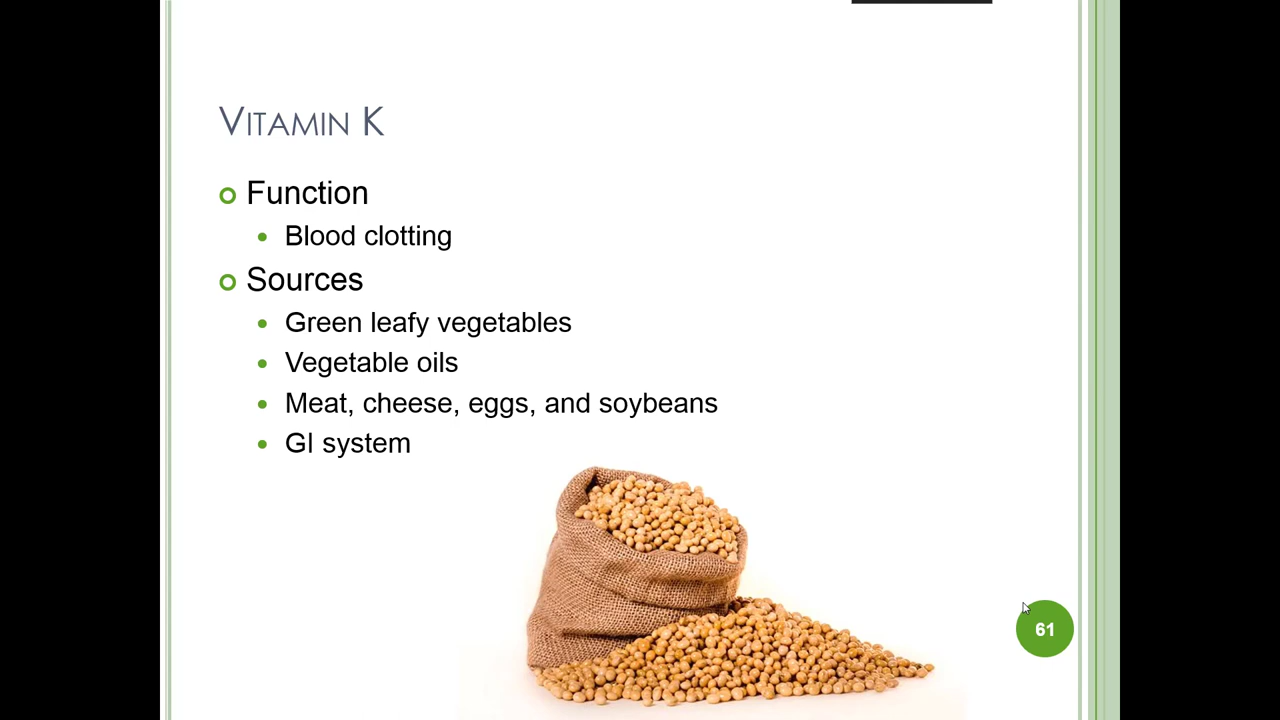 Vitamin K
Function
Blood clotting
Sources
Green leafy vegetables
Vegetable oils
Meat, cheese, eggs, and soybeans
GI system
61